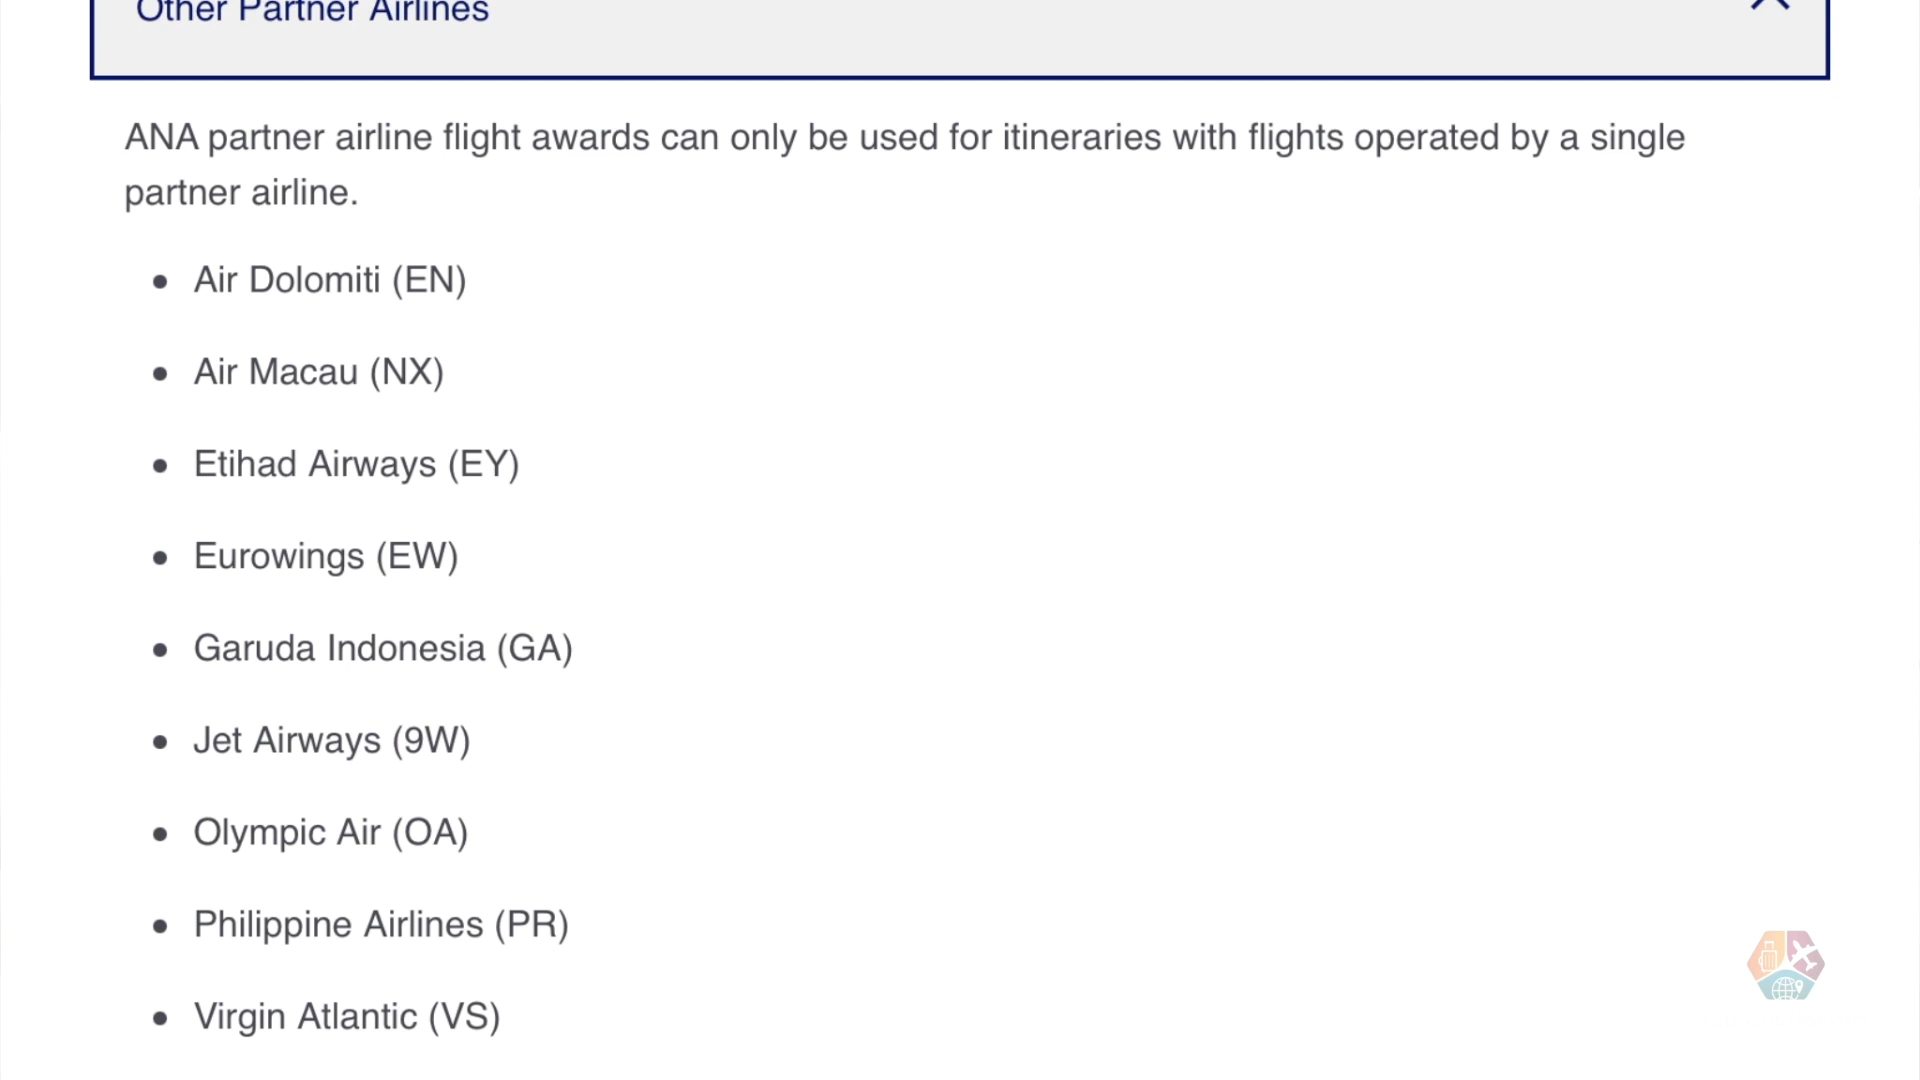 Other Partner Airlines
ANA partner airline flight awards can only be used for itineraries with flights operated by a single
partner airline.
• Air Dolomiti (EN)
• Air Macau (NX)
• Etihad Airways (EY)
• Eurowings (EW)
• Garuda Indonesia (GA)
• Jet Airways (9W)
• Olympic Air (OA)
• Philippine Airlines (PR)
• Virgin Atlantic (VS)